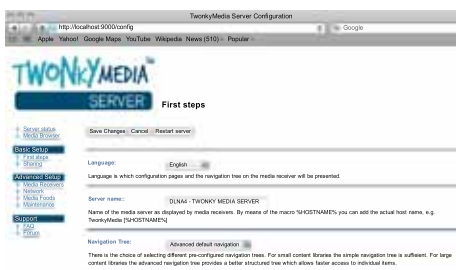 TwonkyMedia Server Configuration
http://localhost:9000/config
Google
Apple Yahoo! Google Maps YouTube Wikipedia News (510) Popular
TWONKYMEDIA™
SERVER
First steps
Server status
Media Browser
Save Changes Cancel Restart server
Basic Setup
First steps
Sharing
Language:
English
Language is which configuration pages and the navigation tree on the media receiver will be presented.
Advanced Setup
Media Receivers
Network
Media Feeds
Maintenance
Server name::
DLNA4 - TWONKY MEDIA SERVER
Name of the media server as displayed by media receivers. By means of the macro %HOSTNAME% you can add the actual host name, e.g.
TwonkyMedia [%HOSTNAME%]
Support
FAQ
Forum
Navigation Tree:
Advanced default navigation
There is the choice of selecting different pre-configured navigation trees. For small content libraries the simple navigation tree is suffieient. For large
content libraries the advanced navigation tree provides a better structured tree which allows faster access to individual items.